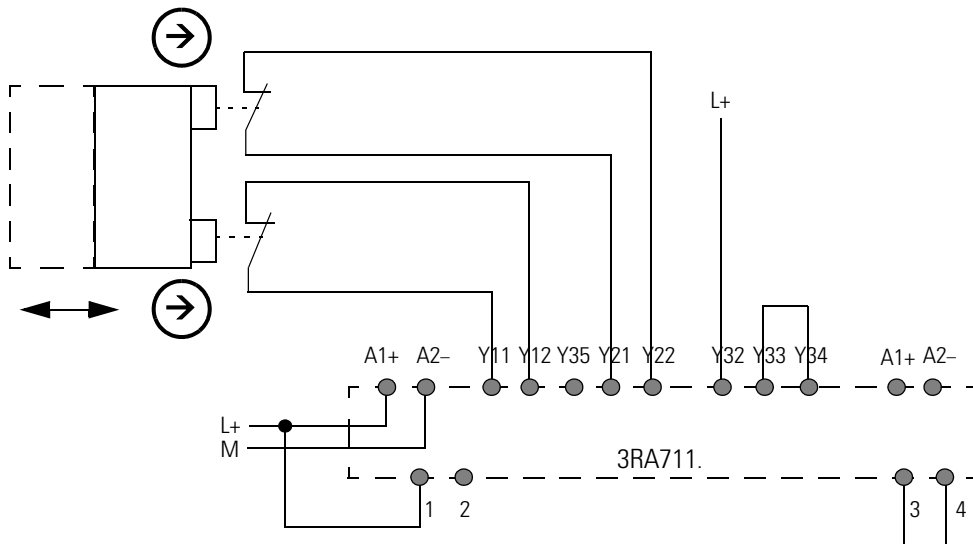 L+
A1+ A2– Y11 Y12 Y35 Y21 Y22 Y32 Y33 Y34 A1+ A2–
L+
M
3RA711.
1 2 3 4